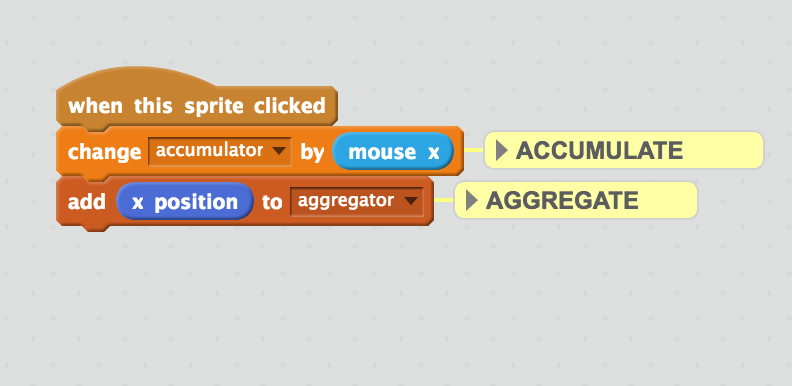 when this sprite clicked
change accumulator by mouse x ACCUMULATE
add x position to aggregator AGGREGATE